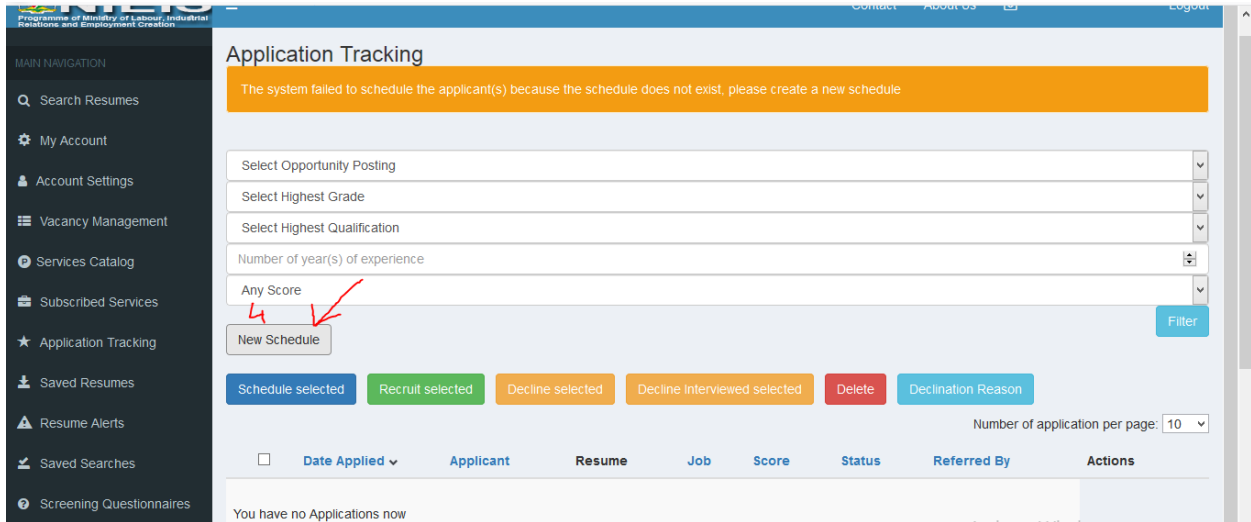 NIEIS
Programme of Ministry of Labour, Industrial
Relations and Employment Creation
Contact About Us Logout
MAIN NAVIGATION
Search Resumes
My Account
Account Settings
Vacancy Management
Services Catalog
Subscribed Services
Application Tracking
Saved Resumes
Resume Alerts
Saved Searches
Screening Questionnaires
Application Tracking
The system failed to schedule the applicant(s) because the schedule does not exist, please create a new schedule
Select Opportunity Posting
Select Highest Grade
Select Highest Qualification
Number of year(s) of experience
Any Score
4
Filter
New Schedule
Schedule selected Recruit selected Decline selected Decline Interviewed selected Delete Declination Reason
Number of application per page: 10
Date Applied Applicant Resume Job Score Status Referred By Actions
You have no Applications now